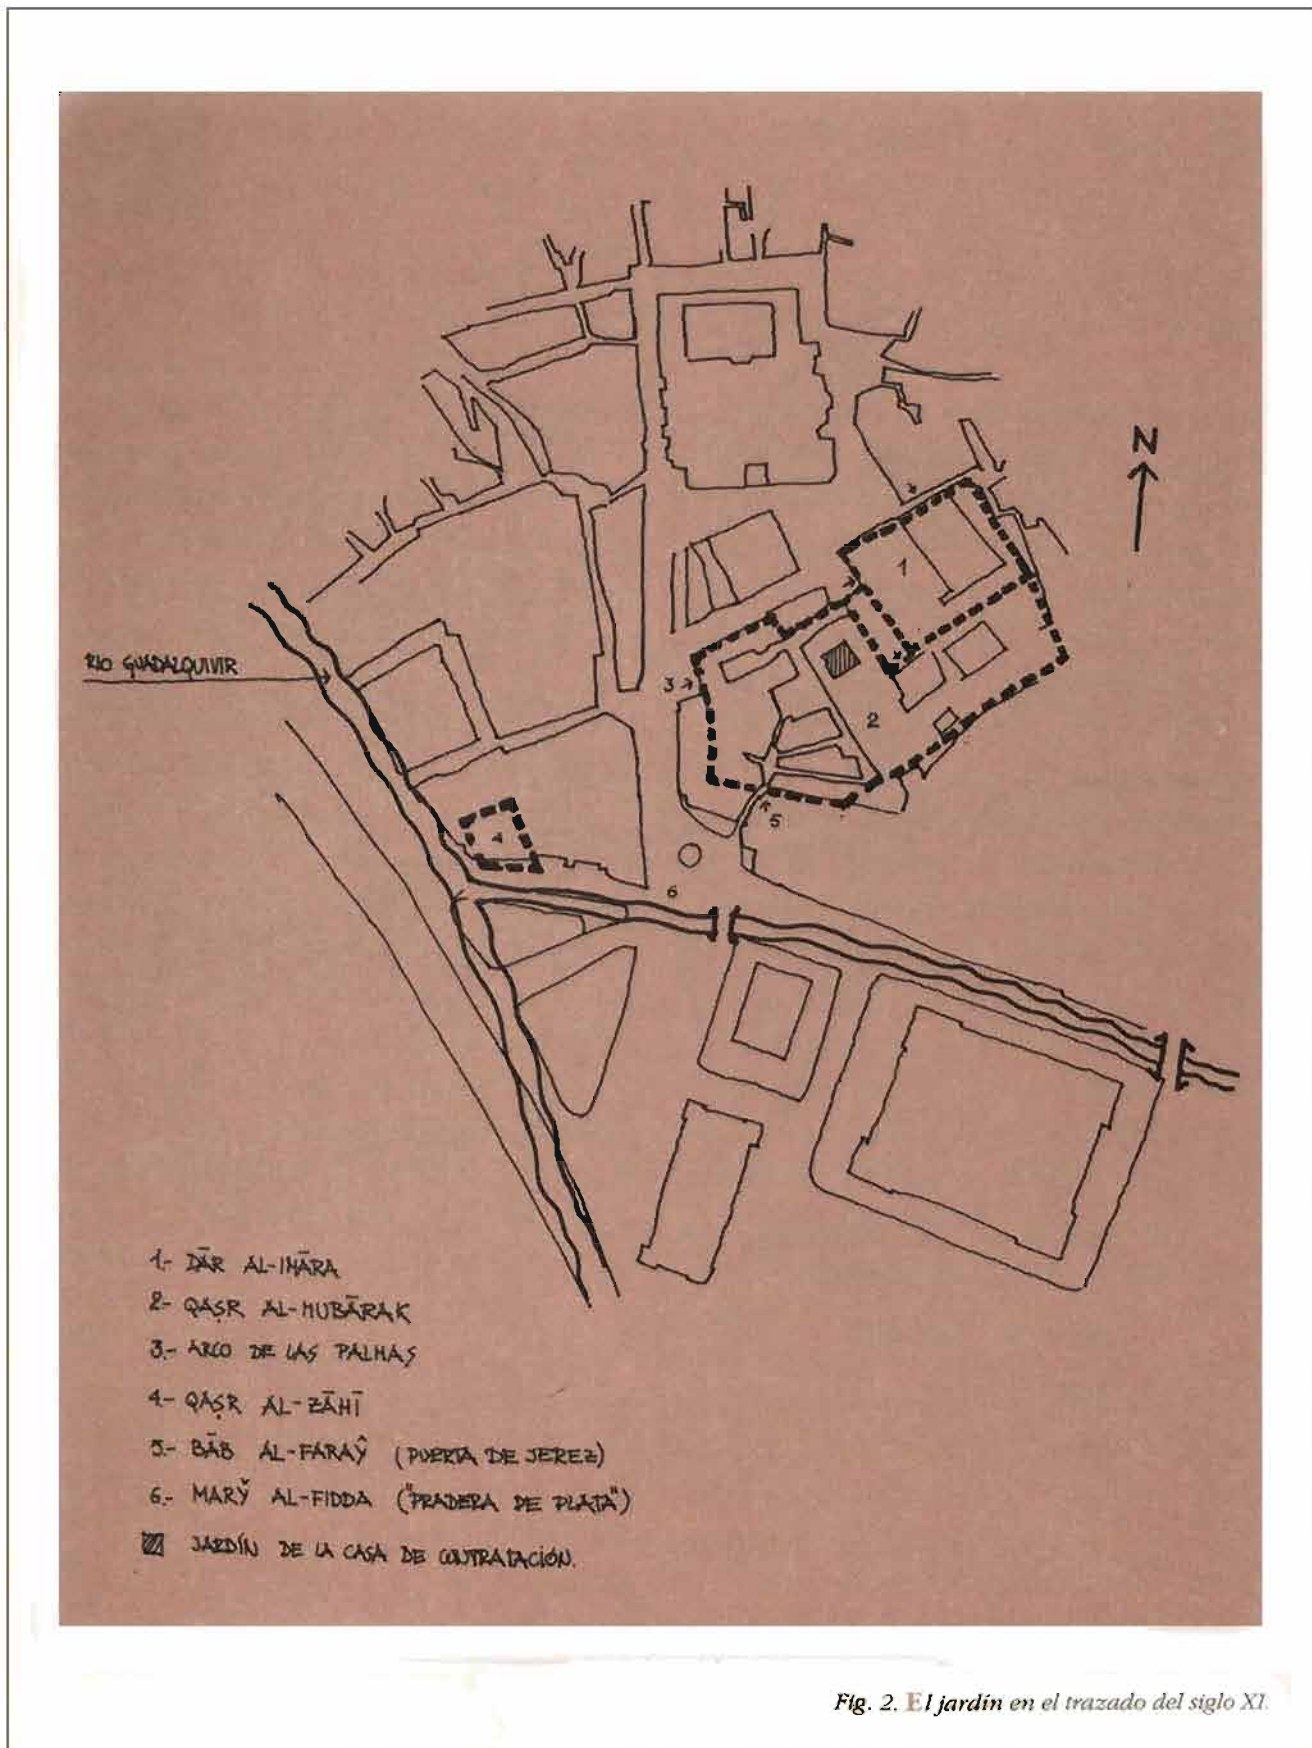 N
1
RIO GUADALQUIVIR
3
2
4
5
6
1.- DĀR AL-IMĀRA
2- QAṢR AL-MUBĀRAK
3.- ARCO DE LAS PALMAS
4- QAṢR AL-ZĀHĪ
5.- BĀB AL-FARAŶ (PUERTA DE JEREZ)
6.- MARŶ AL-FIDDA ("PRADERA DE PLATA")
JARDÍN DE LA CASA DE CONTRATACIÓN.
Fig. 2. El jardín en el trazado del siglo XI.